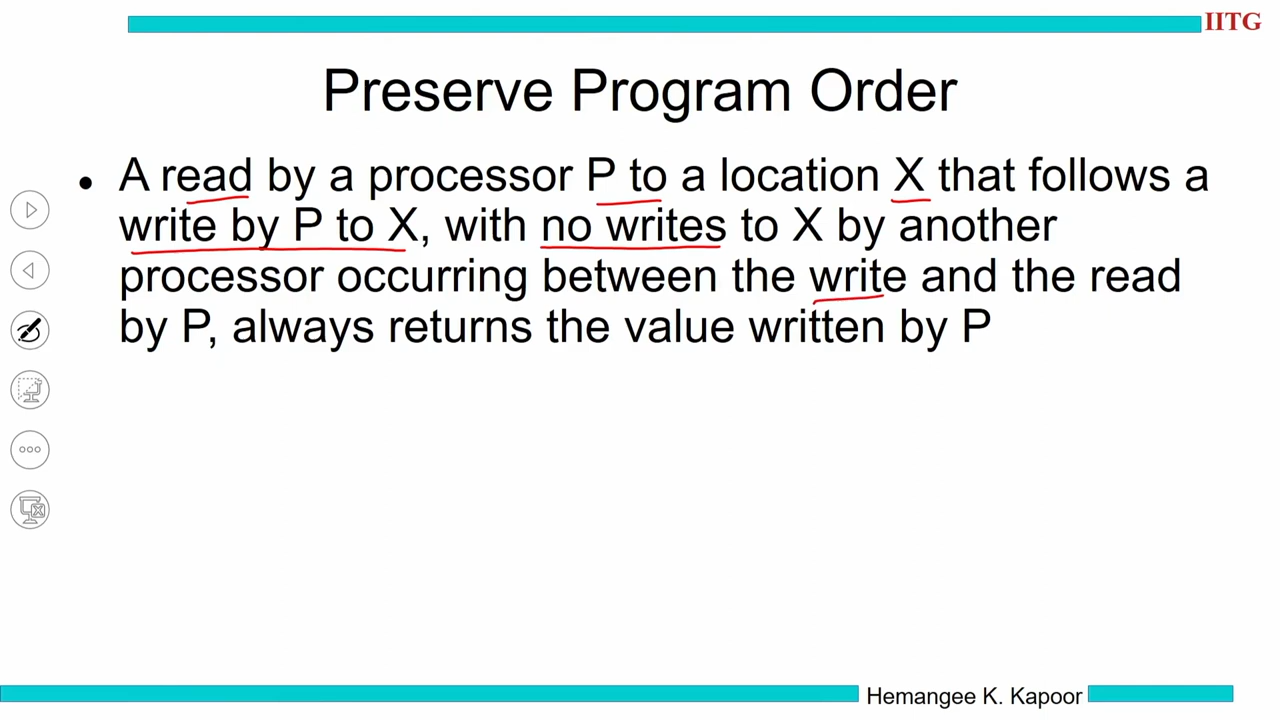 IITG
Preserve Program Order
• A read by a processor P to a location X that follows a
write by P to X, with no writes to X by another
processor occurring between the write and the read
by P, always returns the value written by P
Hemangee K. Kapoor